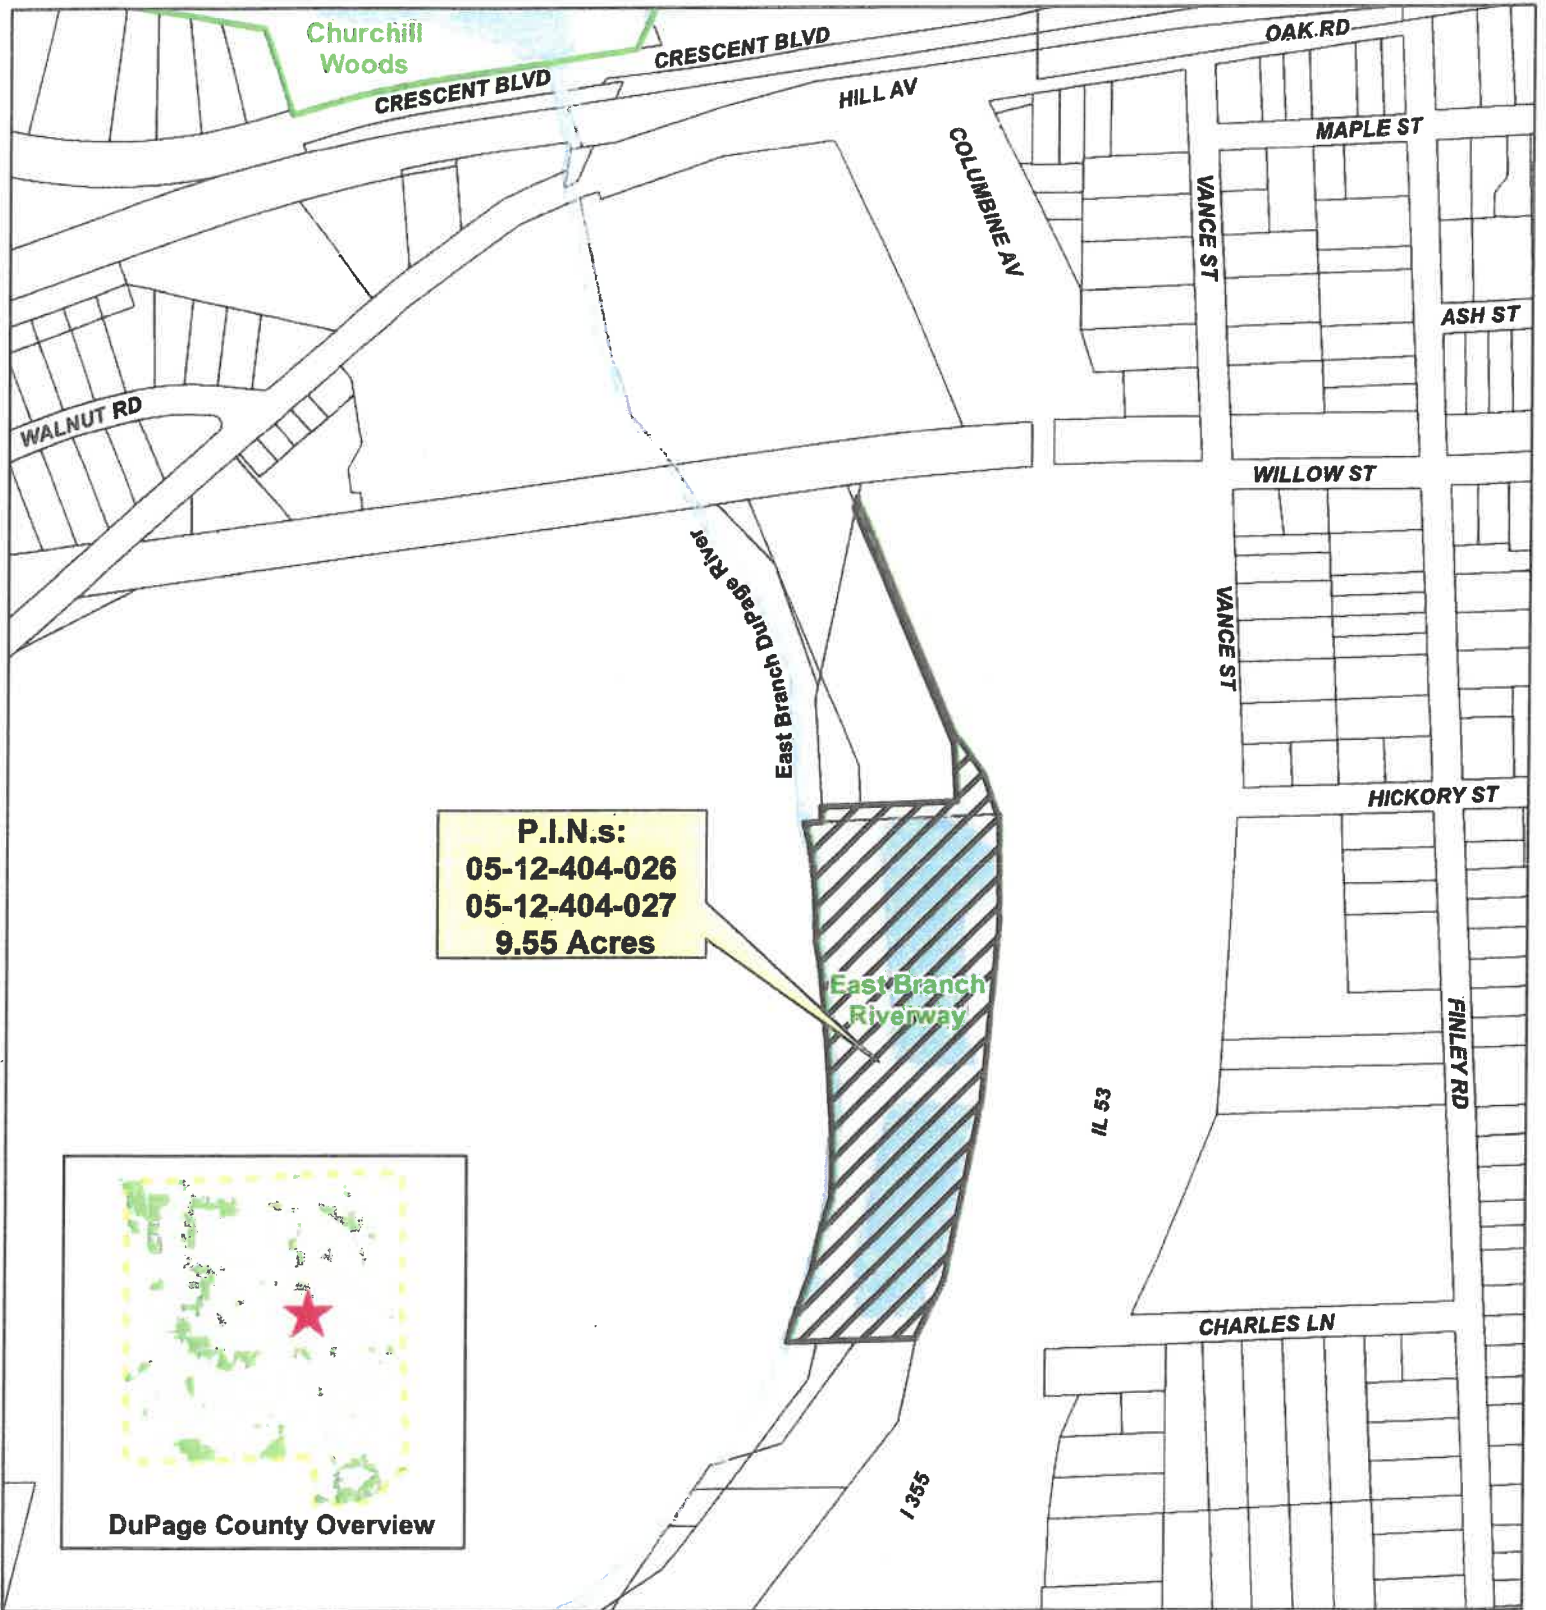 Churchill
Woods
CRESCENT BLVD
CRESCENT BLVD
OAK RD
HILL AV
MAPLE ST
COLUMBINE AV
VANCE ST
ASH ST
WALNUT RD
WILLOW ST
East Branch DuPage River
VANCE ST
HICKORY ST
P.I.N.s:
05-12-404-026
05-12-404-027
9.55 Acres
East Branch
Riverway
FINLEY RD
IL 53
CHARLES LN
I 355
DuPage County Overview